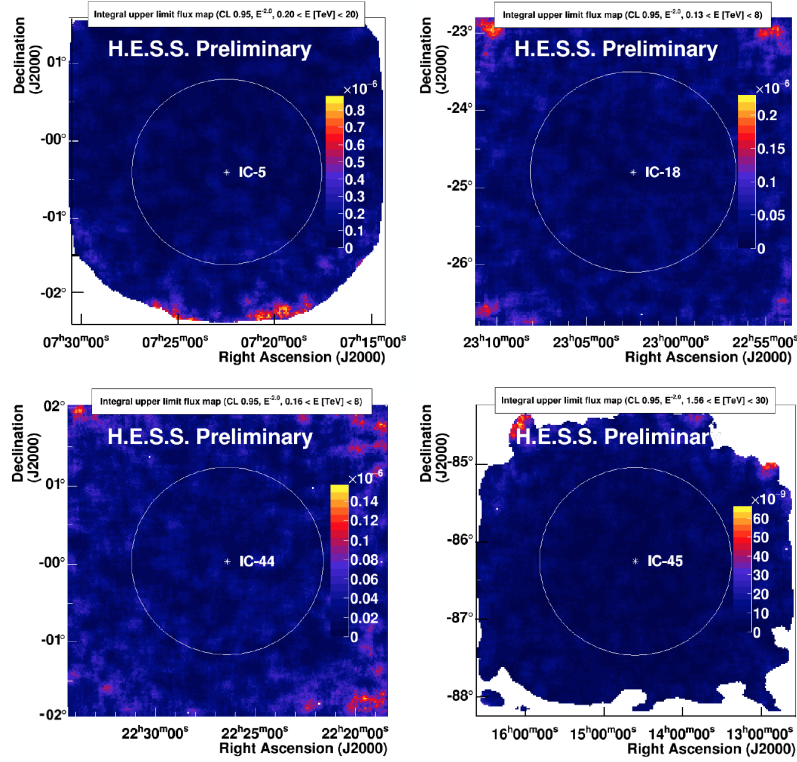 Integral upper limit flux map (CL 0.95, E^-2.0, 0.20 < E [TeV] < 20)
H.E.S.S. Preliminary
Declination
(J2000)
01°
-00°
-01°
-02°
×10^-6
0.8
0.7
0.6
0.5
0.4
0.3
0.2
0.1
0
IC-5
07h30m00s
07h25m00s
07h20m00s
07h15m00s
Right Ascension (J2000)
Integral upper limit flux map (CL 0.95, E^-2.0, 0.13 < E [TeV] < 8)
H.E.S.S. Preliminary
Declination
(J2000)
-23°
-24°
-25°
-26°
×10^-6
0.2
0.15
0.1
0.05
0
IC-18
23h10m00s
23h05m00s
23h00m00s
22h55m00s
Right Ascension (J2000)
Integral upper limit flux map (CL 0.95, E^-2.0, 0.16 < E [TeV] < 8)
H.E.S.S. Preliminary
Declination
(J2000)
02°
01°
-00°
-01°
-02°
×10^-6
0.14
0.12
0.1
0.08
0.06
0.04
0.02
0
IC-44
22h30m00s
22h25m00s
22h20m00s
Right Ascension (J2000)
Integral upper limit flux map (CL 0.95, E^-2.0, 1.56 < E [TeV] < 30)
H.E.S.S. Preliminar
Declination
(J2000)
-85°
-86°
-87°
-88°
×10^-9
60
50
40
30
20
10
0
IC-45
16h00m00s
15h00m00s
14h00m00s
13h00m00s
Right Ascension (J2000)